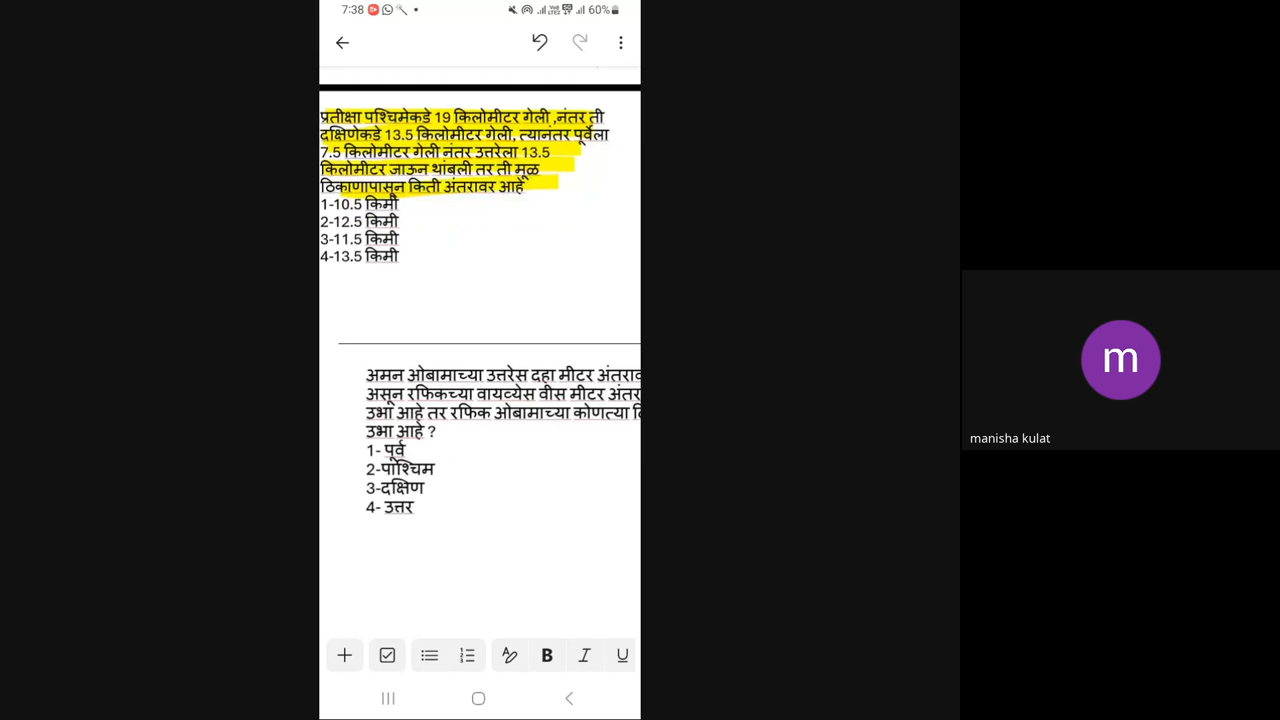 7:38 60%
प्रतीक्षा पश्चिमेकडे 19 किलोमीटर गेली ,नंतर ती
दक्षिणेकडे 13.5 किलोमीटर गेली, त्यानंतर पूर्वेला
7.5 किलोमीटर गेली नंतर उत्तरेला 13.5
किलोमीटर जाऊन थांबली तर ती मूळ
ठिकाणापासून किती अंतरावर आहे
1-10.5 किमी
2-12.5 किमी
3-11.5 किमी
4-13.5 किमी
अमन ओबामाच्या उत्तरेस दहा मीटर
असून रफिकच्या वायव्येस वीस मीटर
उभा आहे तर रफिक ओबामाच्या कोणत्या
उभा आहे ?
1- पूर्व
2-पश्चिम
3-दक्षिण
4- उत्तर
B I U
m
manisha kulat